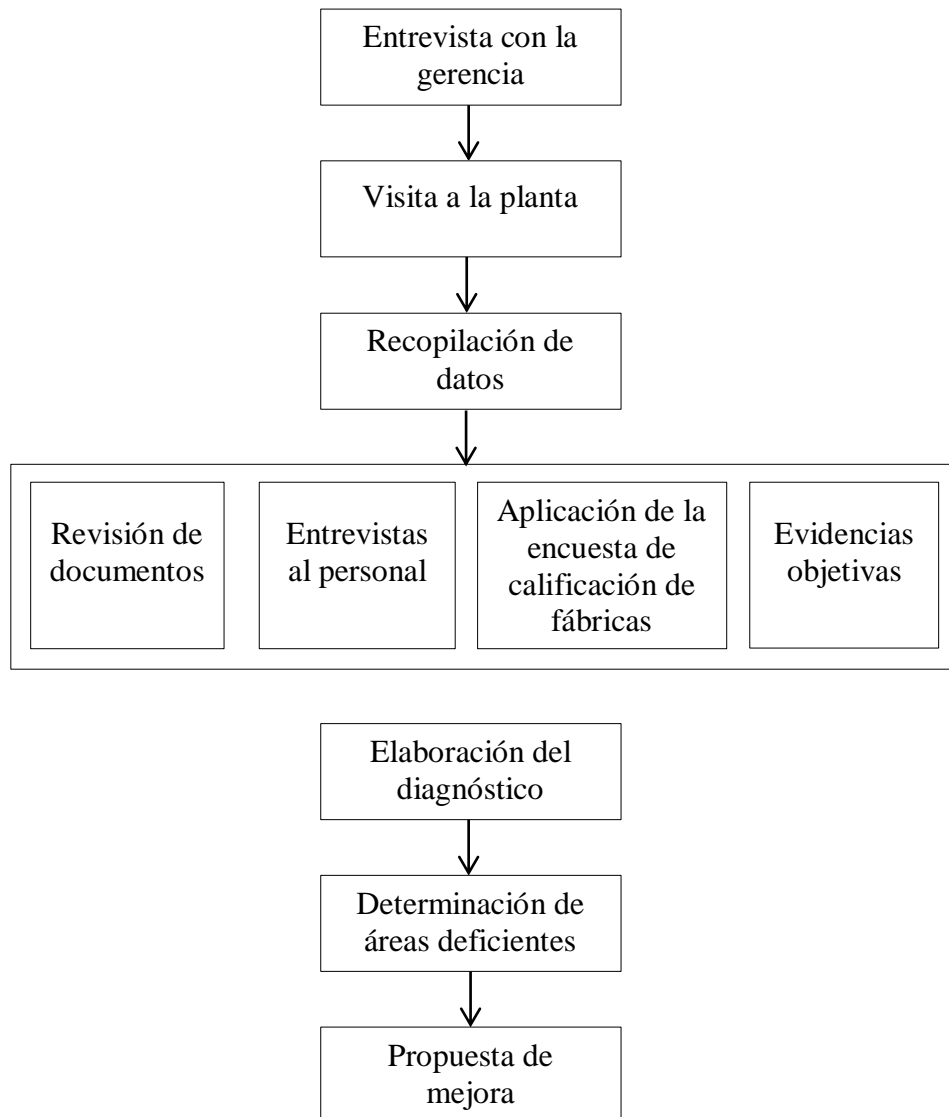 Entrevista con la
gerencia
Visita a la planta
Recopilación de
datos
Revisión de
documentos
Entrevistas
al personal
Aplicación de la
encuesta de
calificación de
fábricas
Evidencias
objetivas
Elaboración del
diagnóstico
Determinación de
áreas deficientes
Propuesta de
mejora